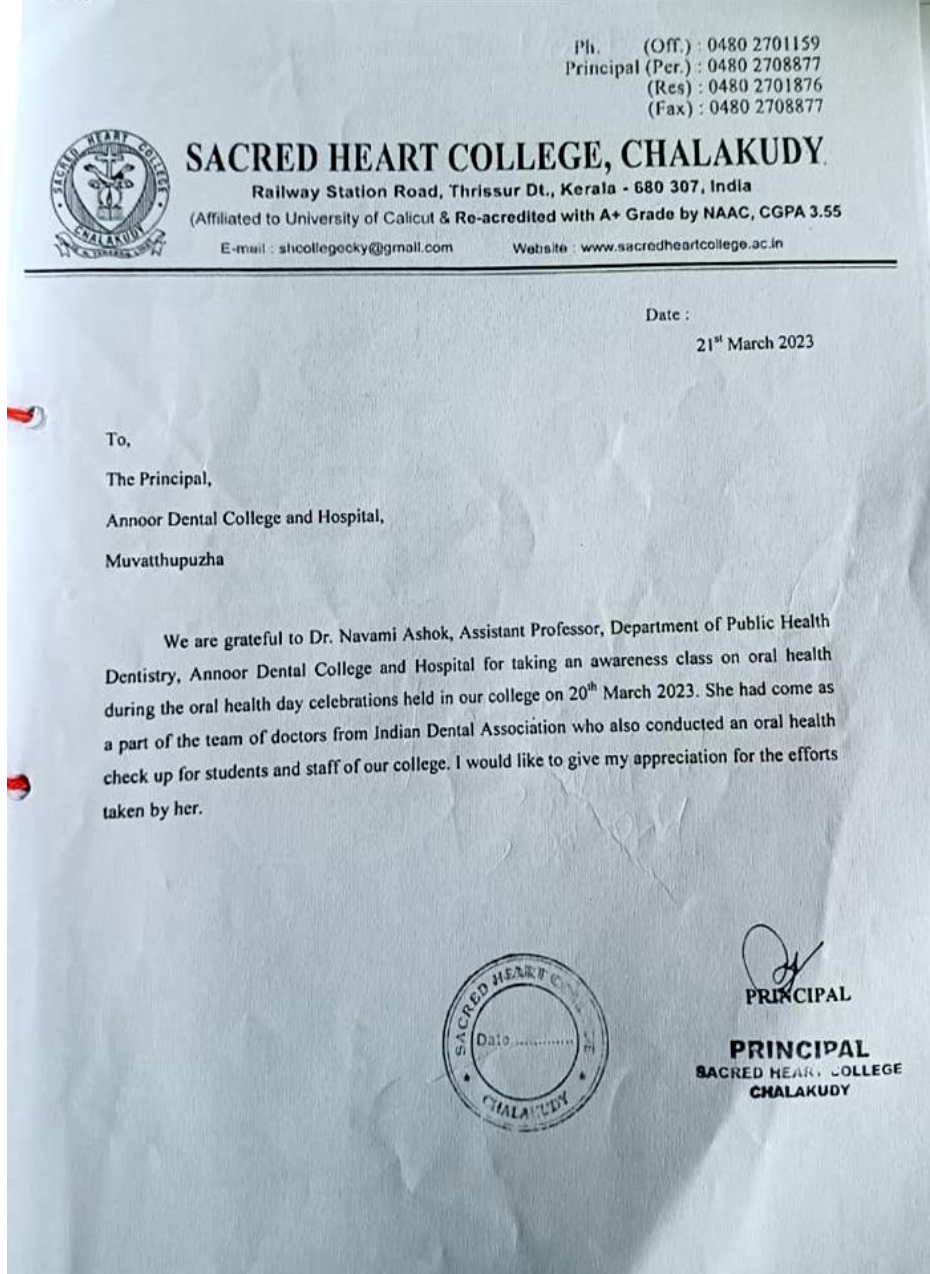 Ph. (Off.) : 0480 2701159
Principal (Per.) : 0480 2708877
(Res) : 0480 2701876
(Fax) : 0480 2708877
SACRED HEART COLLEGE
CHALAKUDY
SACRED HEART COLLEGE, CHALAKUDY
Railway Station Road, Thrissur Dt., Kerala - 680 307, India
(Affiliated to University of Calicut & Re-acredited with A+ Grade by NAAC, CGPA 3.55
E-mail : shcollegecky@gmail.com Website : www.sacredheartcollege.ac.in
Date :
21st March 2023
To,
The Principal,
Annoor Dental College and Hospital,
Muvatthupuzha
We are grateful to Dr. Navami Ashok, Assistant Professor, Department of Public Health
Dentistry, Annoor Dental College and Hospital for taking an awareness class on oral health
during the oral health day celebrations held in our college on 20th March 2023. She had come as
a part of the team of doctors from Indian Dental Association who also conducted an oral health
check up for students and staff of our college. I would like to give my appreciation for the efforts
taken by her.
SACRED HEART COLLEGE
Date ..............
CHALAKUDY
PRINCIPAL
PRINCIPAL
SACRED HEART COLLEGE
CHALAKUDY